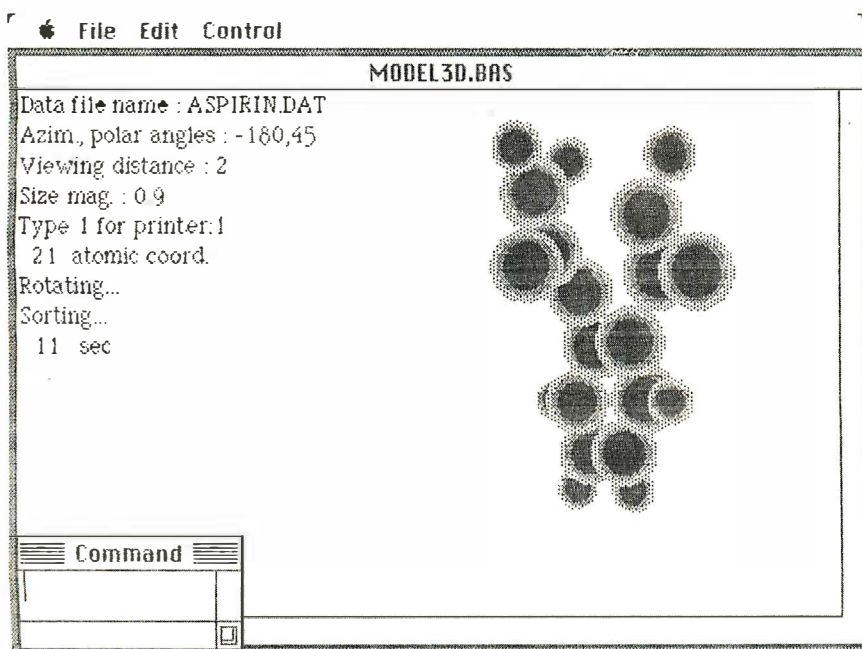 File Edit Control
MODEL3D.BAS
Data file name : ASPIRIN.DAT
Azim., polar angles : -180,45
Viewing distance : 2
Size mag. : 0.9
Type 1 for printer:1
21 atomic coord.
Rotating...
Sorting...
11 sec
Command